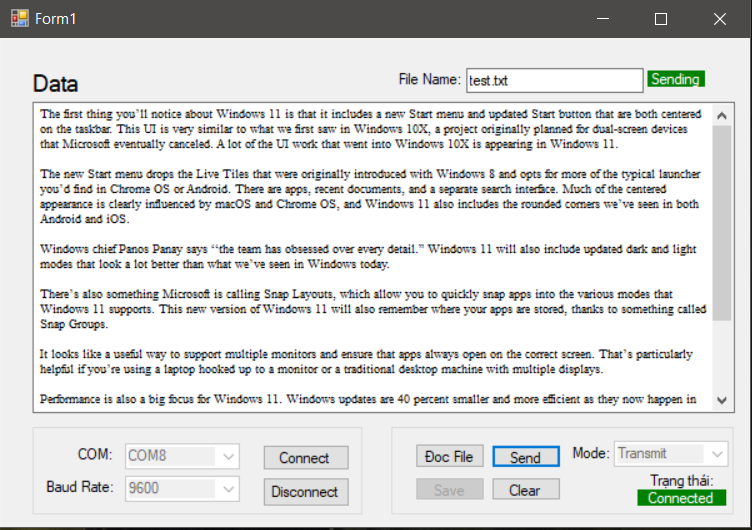 Form1
Data
File Name:
test.txt
Sending
The first thing you’ll notice about Windows 11 is that it includes a new Start menu and updated Start button that are both centered
on the taskbar. This UI is very similar to what we first saw in Windows 10X, a project originally planned for dual-screen devices
that Microsoft eventually canceled. A lot of the UI work that went into Windows 10X is appearing in Windows 11.
The new Start menu drops the Live Tiles that were originally introduced with Windows 8 and opts for more of the typical launcher
you’d find in Chrome OS or Android. There are apps, recent documents, and a separate search interface. Much of the centered
appearance is clearly influenced by macOS and Chrome OS, and Windows 11 also includes the rounded corners we’ve seen in both
Android and iOS.
Windows chief Panos Panay says “the team has obsessed over every detail.” Windows 11 will also include updated dark and light
modes that look a lot better than what we’ve seen in Windows today.
There’s also something Microsoft is calling Snap Layouts, which allow you to quickly snap apps into the various modes that
Windows 11 supports. This new version of Windows 11 will also remember where your apps are stored, thanks to something called
Snap Groups.
It looks like a useful way to support multiple monitors and ensure that apps always open on the correct screen. That’s particularly
helpful if you’re using a laptop hooked up to a monitor or a traditional desktop machine with multiple displays.
Performance is also a big focus for Windows 11. Windows updates are 40 percent smaller and more efficient as they now happen in
COM:
COM8
Connect
Baud Rate:
9600
Disconnect
Đoc File
Send
Mode:
Transmit
Save
Clear
Trạng thái:
Connected